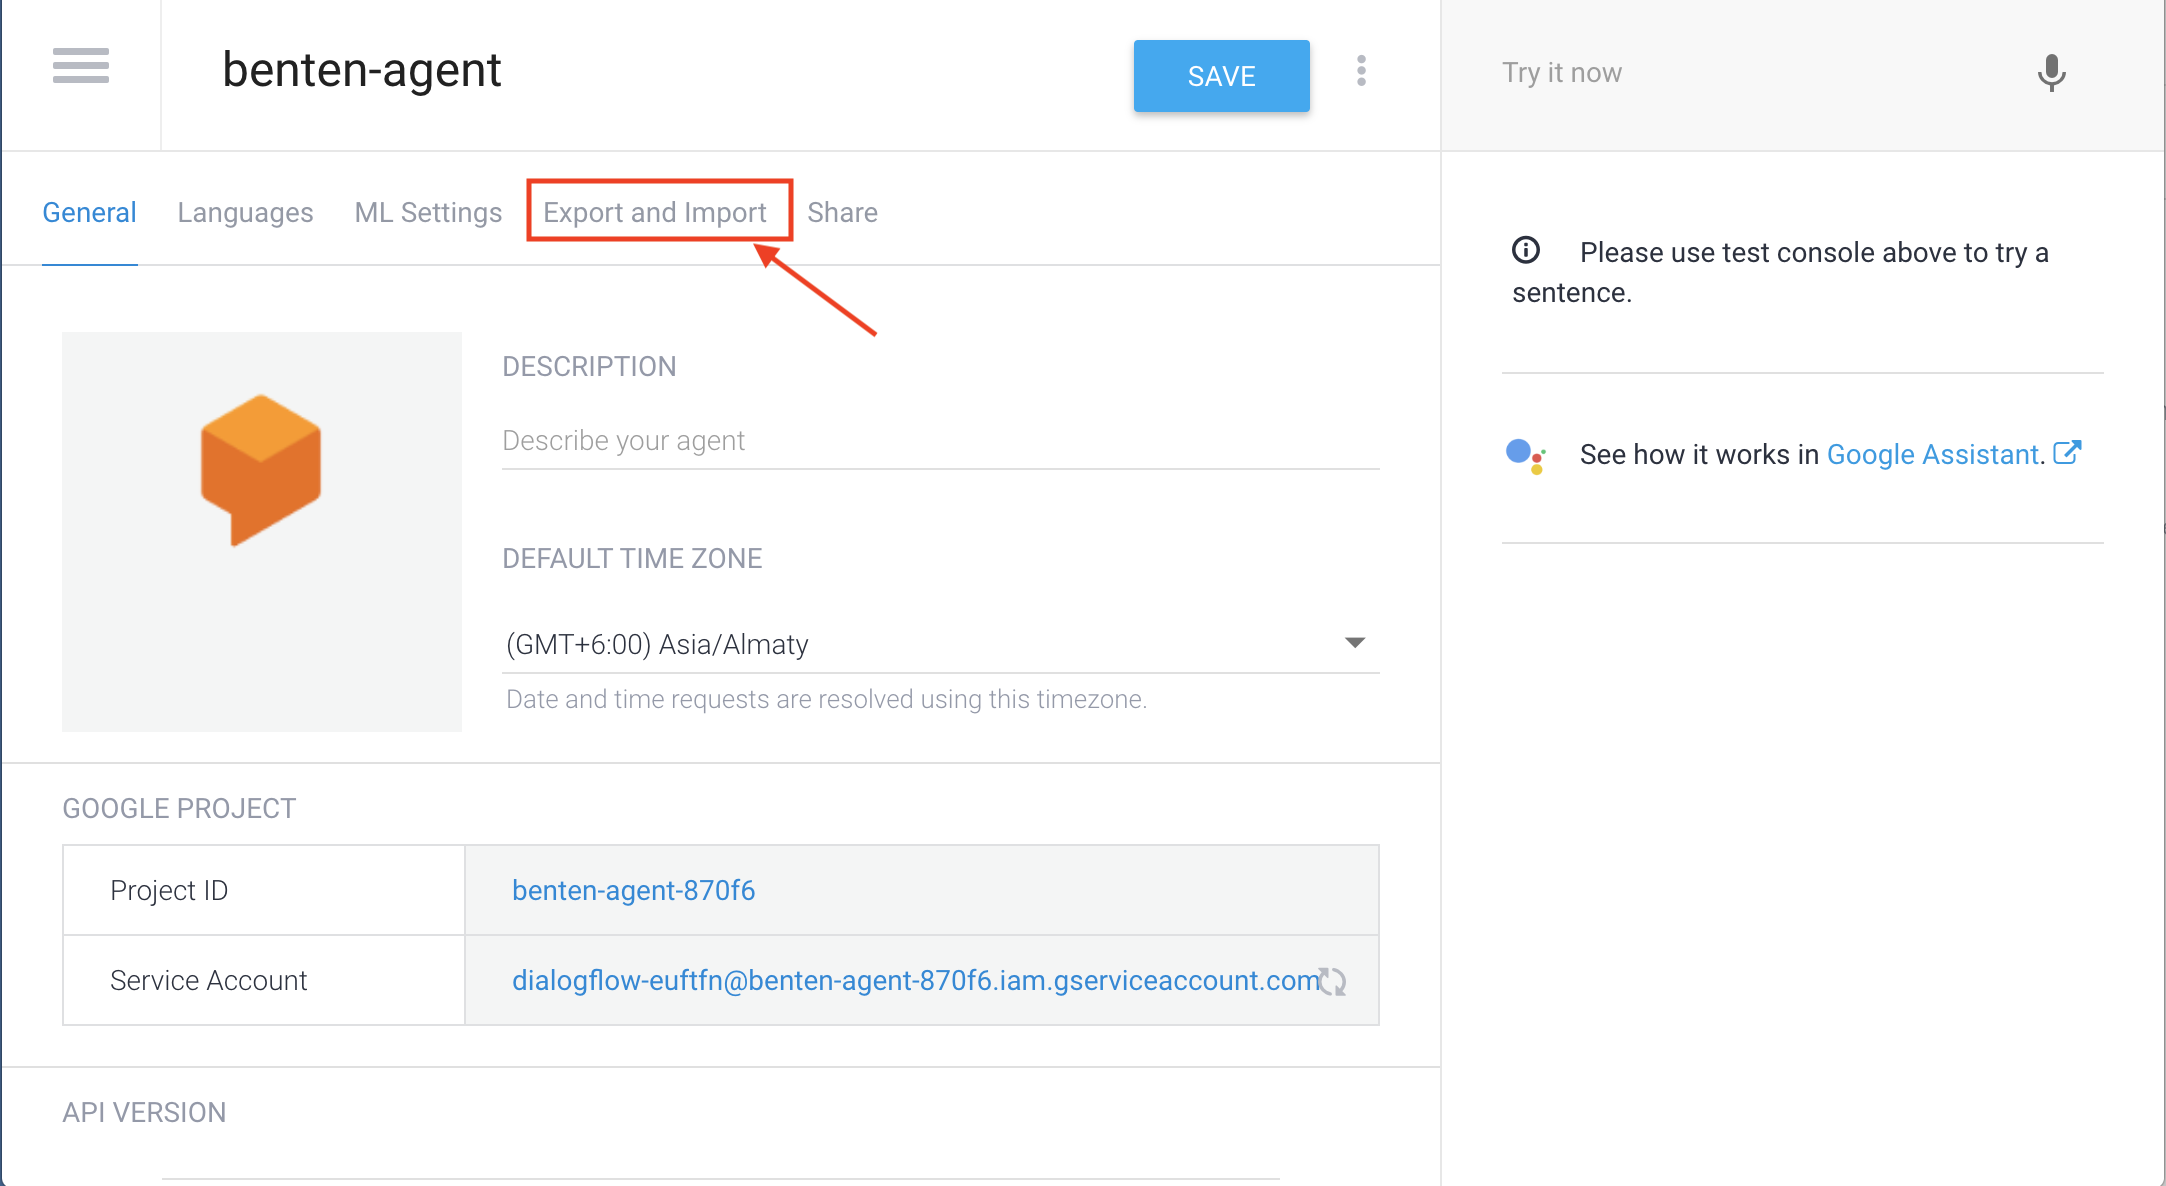 benten-agent
SAVE
Try it now
General
Languages
ML Settings
Export and Import
Share
Please use test console above to try a
sentence.
DESCRIPTION
Describe your agent
See how it works in Google Assistant.
DEFAULT TIME ZONE
(GMT+6:00) Asia/Almaty
Date and time requests are resolved using this timezone.
GOOGLE PROJECT
Project ID
benten-agent-870f6
Service Account
dialogflow-euftfn@benten-agent-870f6.iam.gserviceaccount.com
API VERSION